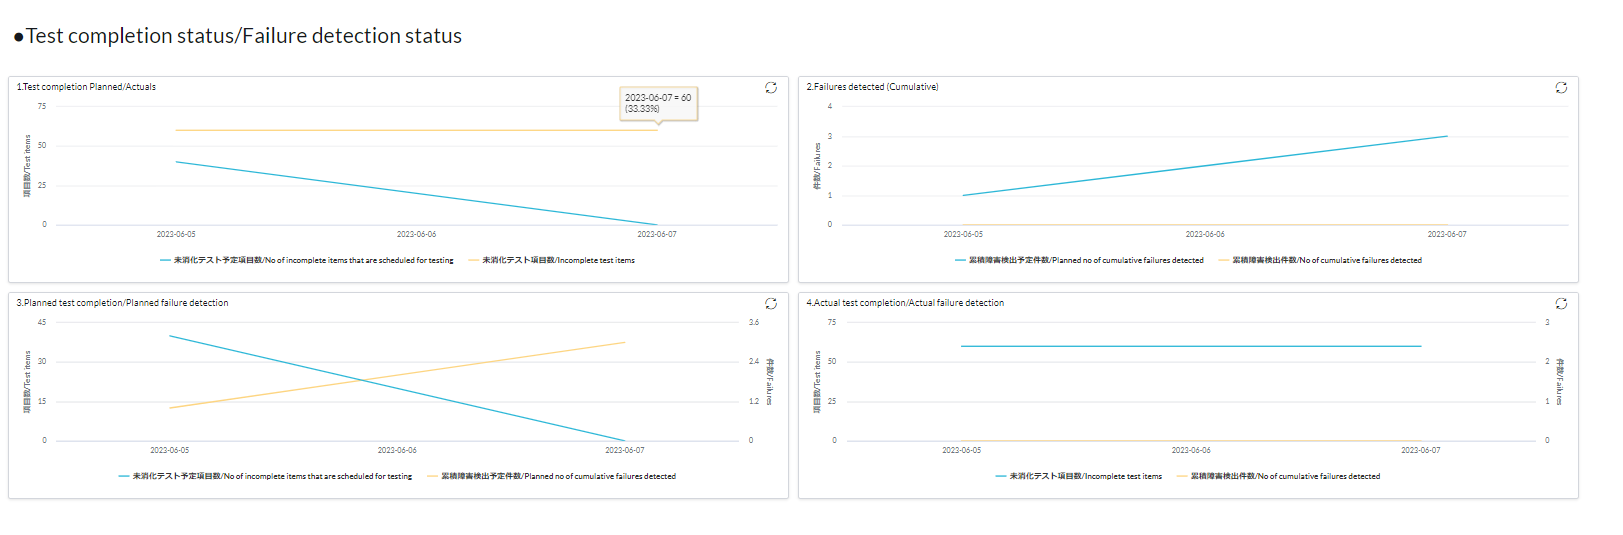 ●Test completion status/Failure detection status
1.Test completion Planned/Actuals
2023-06-07 = 60
(33.33%)
75
50
25
0
項目数/Test items
2023-06-05
2023-06-06
2023-06-07
未消化テスト予定項目数/No of incomplete items that are scheduled for testing
未消化テスト項目数/Incomplete test items
2.Failures detected (Cumulative)
4
3
2
1
0
件数/Failures
2023-06-05
2023-06-06
2023-06-07
累積障害検出予定件数/Planned no of cumulative failures detected
累積障害検出件数/No of cumulative failures detected
3.Planned test completion/Planned failure detection
45
30
15
0
項目数/Test items
3.6
2.4
1.2
0
件数/Failures
2023-06-05
2023-06-06
2023-06-07
未消化テスト予定項目数/No of incomplete items that are scheduled for testing
累積障害検出予定件数/Planned no of cumulative failures detected
4.Actual test completion/Actual failure detection
75
50
25
0
項目数/Test items
3
2
1
0
件数/Failures
2023-06-05
2023-06-06
2023-06-07
未消化テスト項目数/Incomplete test items
累積障害検出件数/No of cumulative failures detected